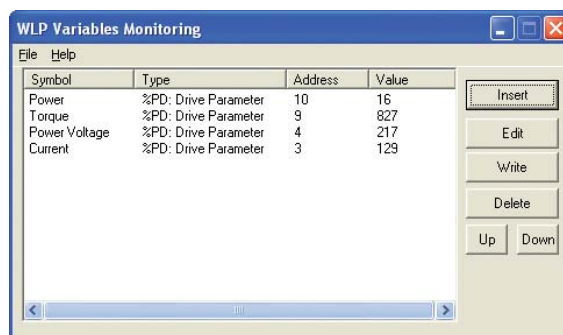 WLP Variables Monitoring
File Help
Symbol Type Address Value
Power %PD: Drive Parameter 10 16
Torque %PD: Drive Parameter 9 827
Power Voltage %PD: Drive Parameter 4 217
Current %PD: Drive Parameter 3 129
Insert
Edit
Write
Delete
Up Down